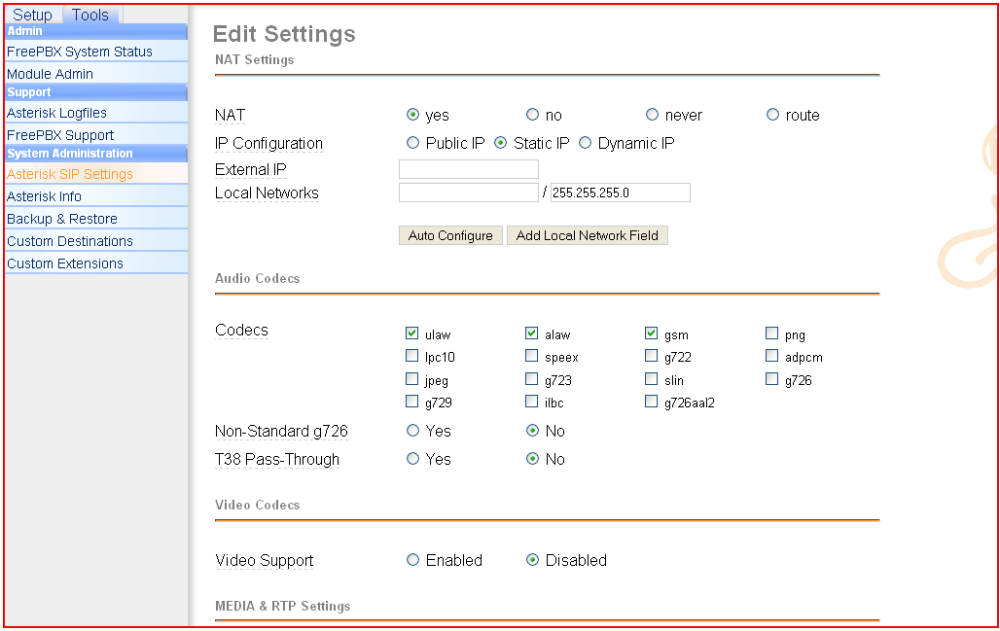 Setup Tools
Admin
FreePBX System Status
Module Admin
Support
Asterisk Logfiles
FreePBX Support
System Administration
Asterisk SIP Settings
Asterisk Info
Backup & Restore
Custom Destinations
Custom Extensions
Edit Settings
NAT Settings
NAT yes no never route
IP Configuration Public IP Static IP Dynamic IP
External IP
Local Networks / 255.255.255.0
Auto Configure Add Local Network Field
Audio Codecs
Codecs ulaw alaw gsm png
lpc10 speex g722 adpcm
jpeg g723 slin g726
g729 ilbc g726aal2
Non-Standard g726 Yes No
T38 Pass-Through Yes No
Video Codecs
Video Support Enabled Disabled
MEDIA & RTP Settings